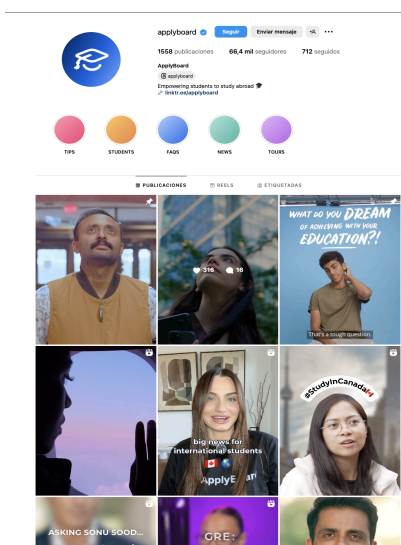 applyboard
Seguir
Enviar mensaje
1558 publicaciones
66,4 mil seguidores
712 seguidos
ApplyBoard
applyboard
Empowering students to study abroad 🎓
linktr.ee/applyboard
TIPS
STUDENTS
FAQS
NEWS
TOURS
PUBLICACIONES
REELS
ETIQUETADAS
316
16
WHAT DO YOU DREAM
OF ACHIEVING WITH YOUR
EDUCATION?!
That's a tough question.
big news for
international students
ApplyB
#StudyInCanada
ASKING SONU SOOD...
GRE: